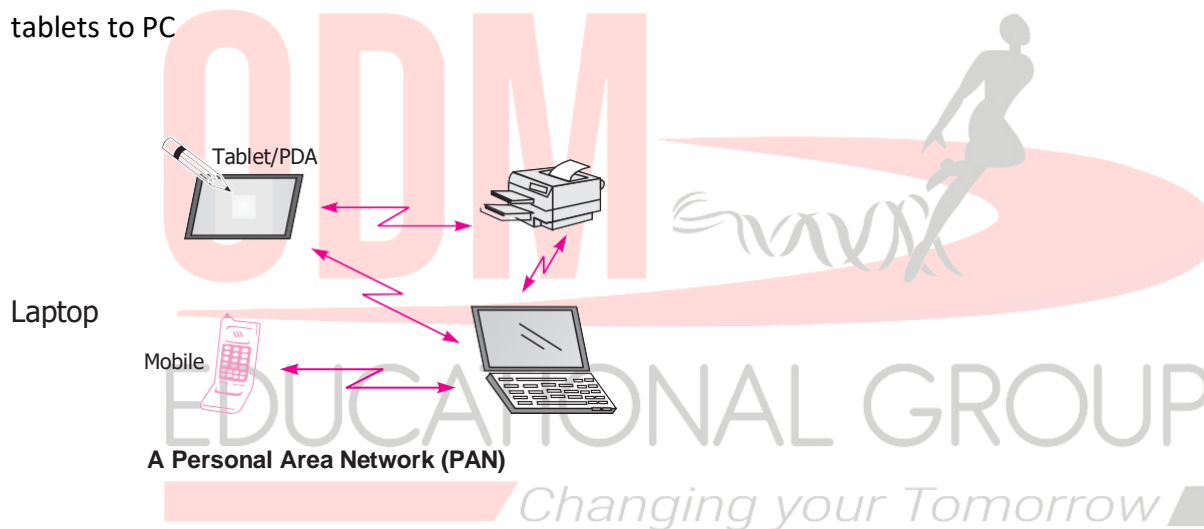 tablets to PC
ODM
Tablet/PDA
Laptop
Mobile
EDUCATIONAL GROUP
A Personal Area Network (PAN)
Changing your Tomorrow